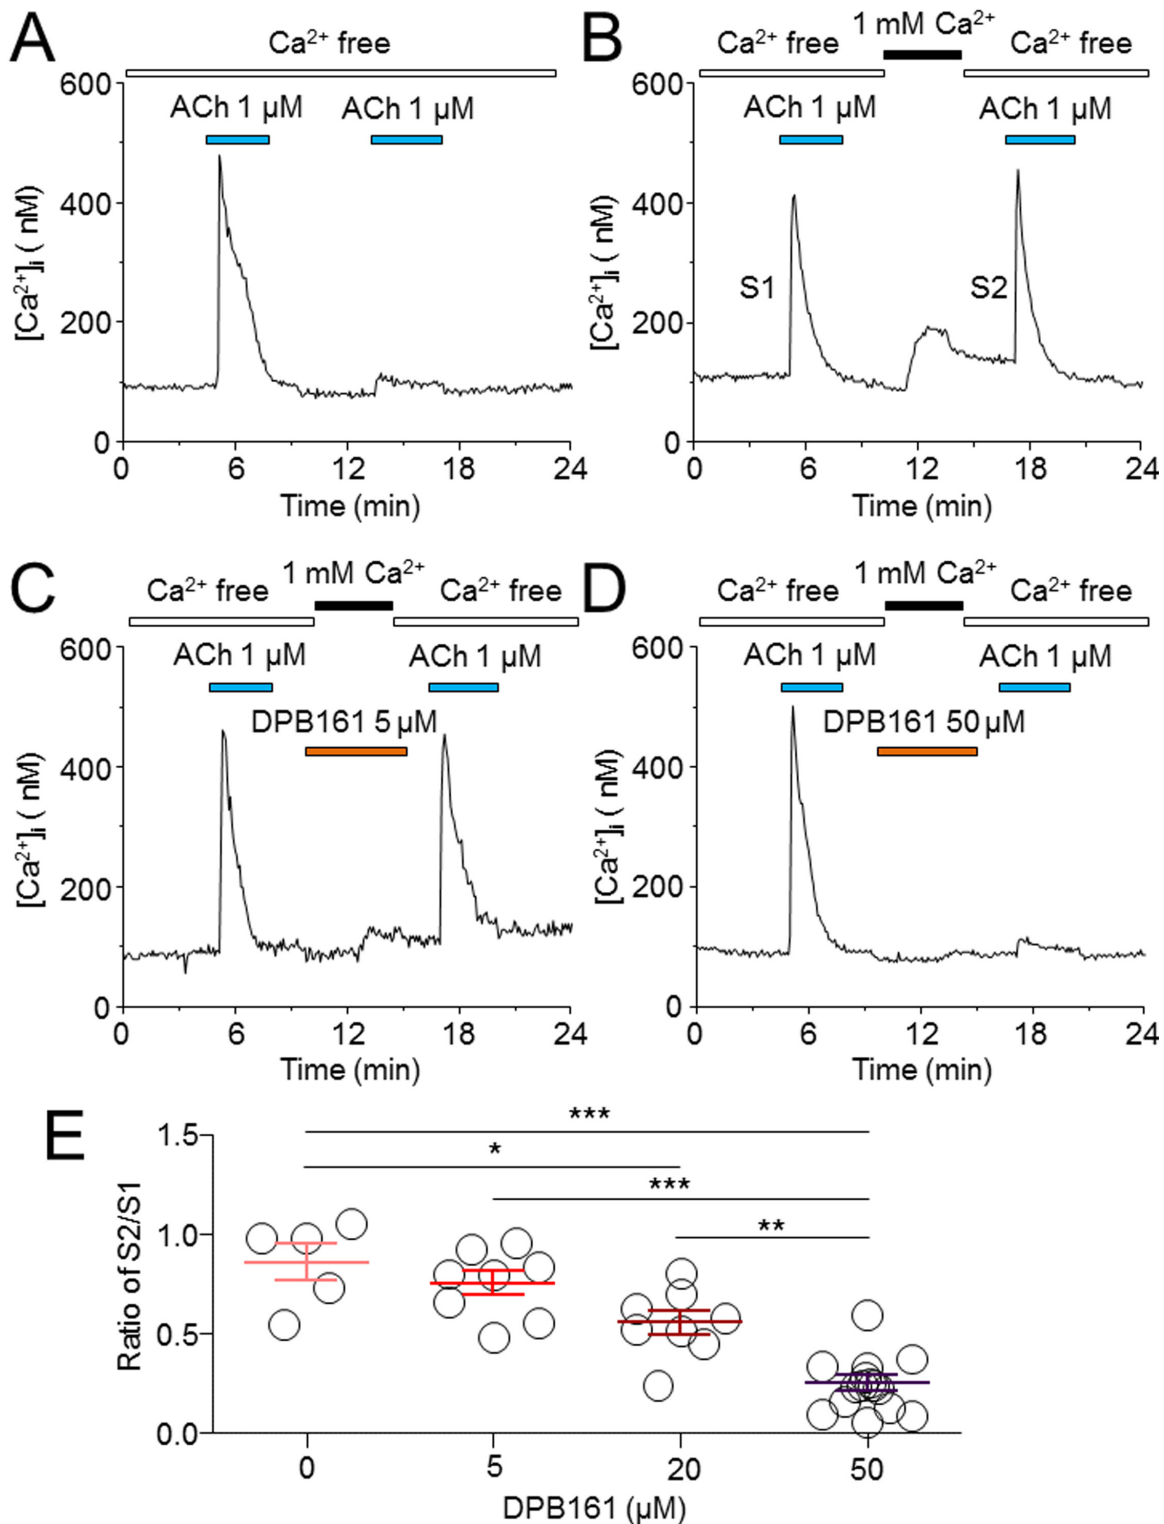 A
Ca²⁺ free
600
ACh 1 µM ACh 1 µM
400
200
0
[Ca²⁺]ᵢ ( nM)
0 6 12 18 24
Time (min)
B
1 mM Ca²⁺
Ca²⁺ free Ca²⁺ free
600
ACh 1 µM ACh 1 µM
400
S1 S2
200
0
[Ca²⁺]ᵢ ( nM)
0 6 12 18 24
Time (min)
C
1 mM Ca²⁺
Ca²⁺ free Ca²⁺ free
600
ACh 1 µM ACh 1 µM
DPB161 5 µM
400
200
0
[Ca²⁺]ᵢ ( nM)
0 6 12 18 24
Time (min)
D
1 mM Ca²⁺
Ca²⁺ free Ca²⁺ free
600
ACh 1 µM ACh 1 µM
DPB161 50 µM
400
200
0
[Ca²⁺]ᵢ ( nM)
0 6 12 18 24
Time (min)
E
***
*
***
**
1.5
1.0
0.5
0.0
Ratio of S2/S1
0 5 20 50
DPB161 (µM)